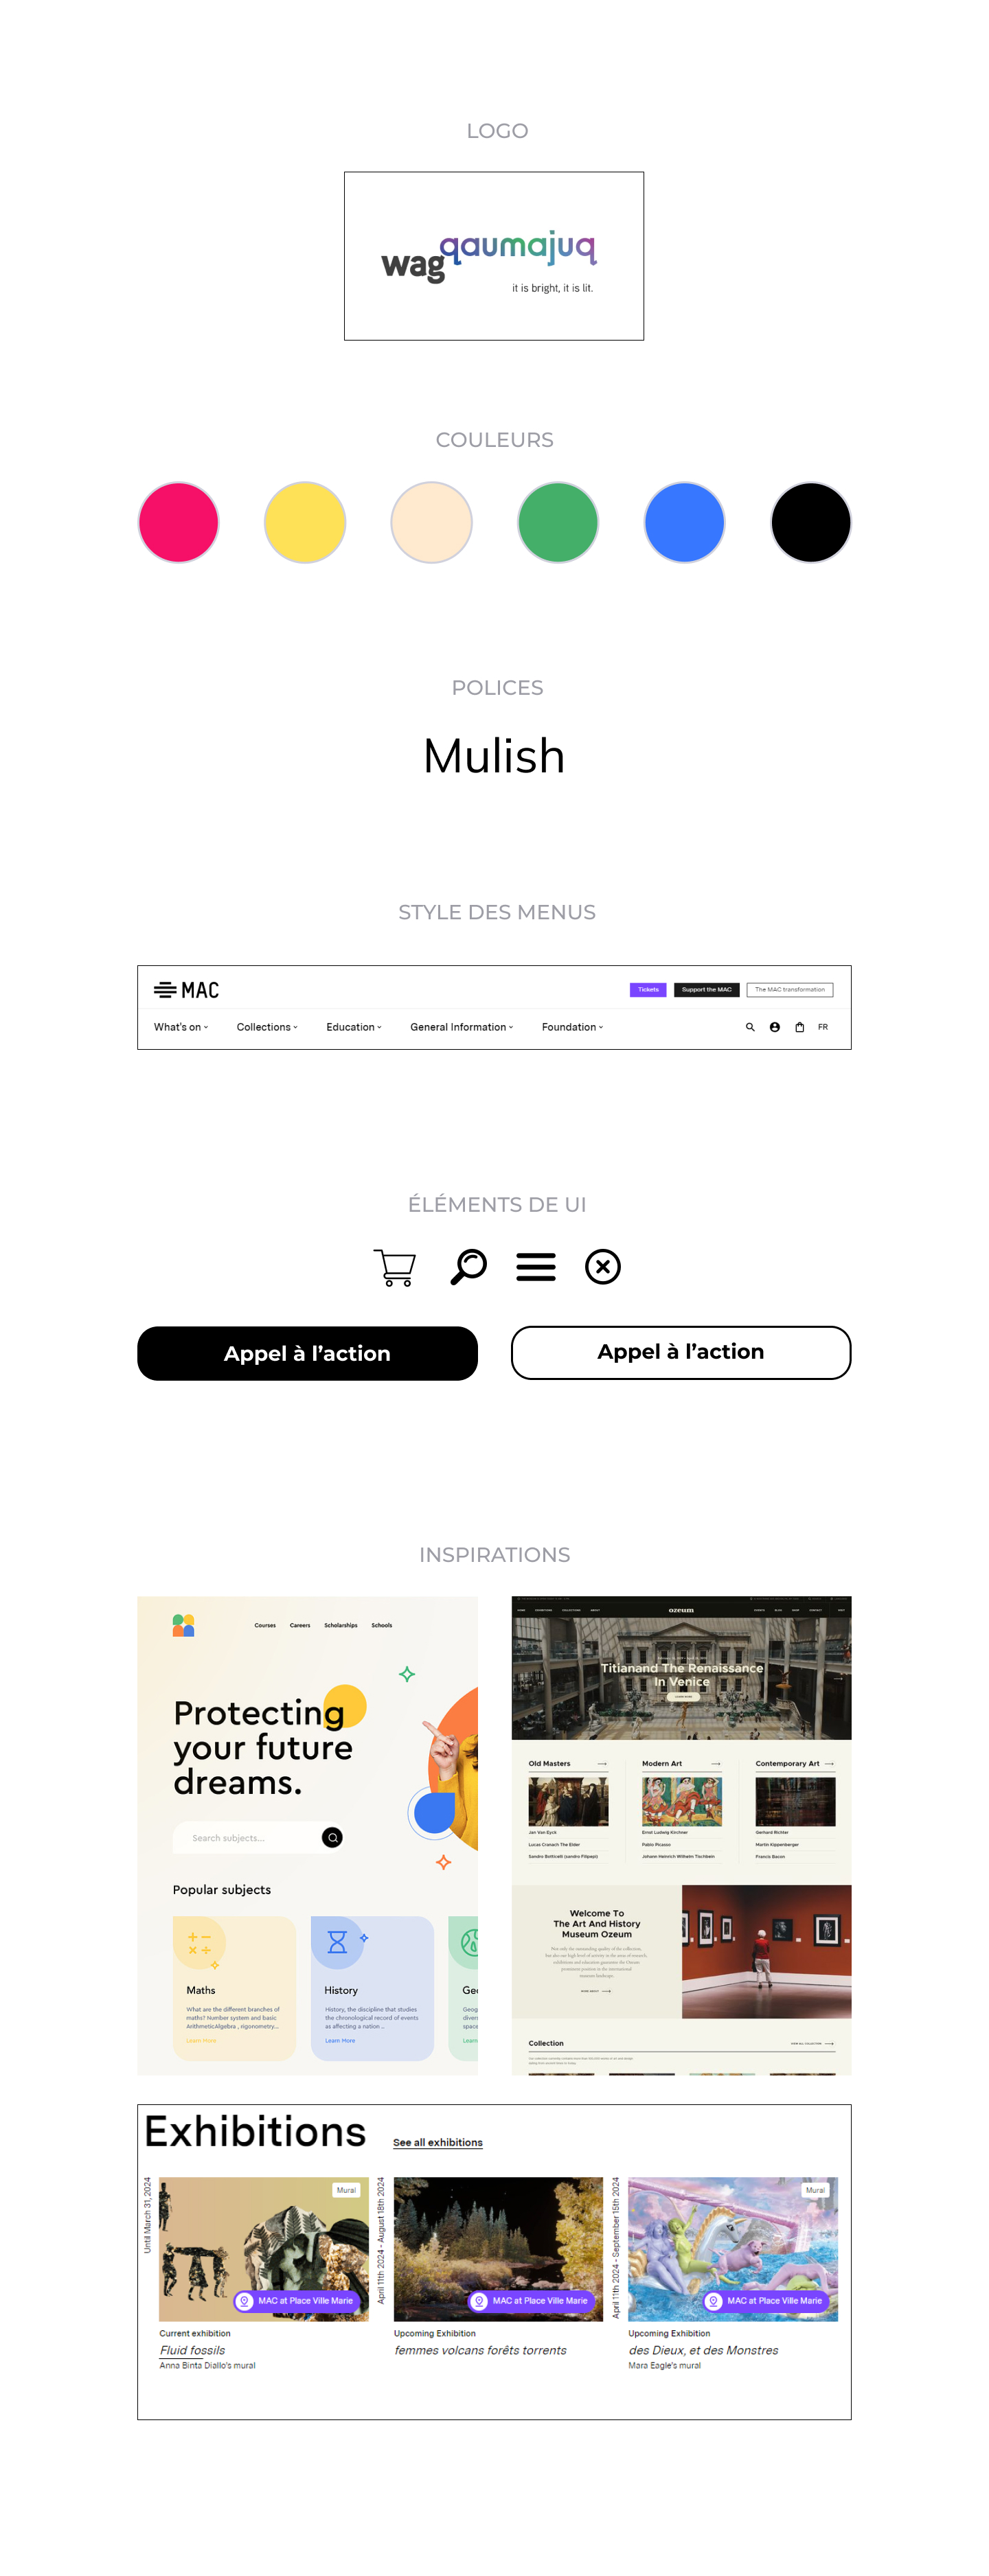 LOGO
wag qaumajuq
it is bright, it is lit.
COULEURS
POLICES
Mulish
STYLE DES MENUS
MAC
Tickets
Support the MAC
The MAC transformation
What's on
Collections
Education
General Information
Foundation
FR
ÉLÉMENTS DE UI
Appel à l'action
Appel à l'action
INSPIRATIONS
Courses
Careers
Scholarships
Schools
Protecting
your future
dreams.
Search subjects...
Popular subjects
Maths
What are the different branches of
maths? Number system and basic
ArithmeticAlgebra , rigonometry...
Learn More
History
History, the discipline that studies
the chronological record of events
as affecting a nation ..
Learn More
Geo
Geog
diver
space
Learn
ozeum
Titianand The Renaissance
In Venice
Old Masters
Jan Van Eyck
Lucas Cranach The Elder
Sandro Botticelli (sandro Filipepi)
Modern Art
Ernst Ludwig Kirchner
Pablo Picasso
Johann Heinrich Wilhelm Tischbein
Contemporary Art
Gerhard Richter
Martin Kippenberger
Francis Bacon
Welcome To
The Art And History
Museum Ozeum
Collection
Exhibitions
See all exhibitions
Until March 31, 2024
Mural
MAC at Place Ville Marie
Current exhibition
Fluid fossils
Anna Binta Diallo's mural
April 11th 2024 - August 18th 2024
MAC at Place Ville Marie
Upcoming Exhibition
femmes volcans forêts torrents
April 11th 2024 - September 15th 2024
Mural
MAC at Place Ville Marie
Upcoming Exhibition
des Dieux, et des Monstres
Mara Eagle's mural